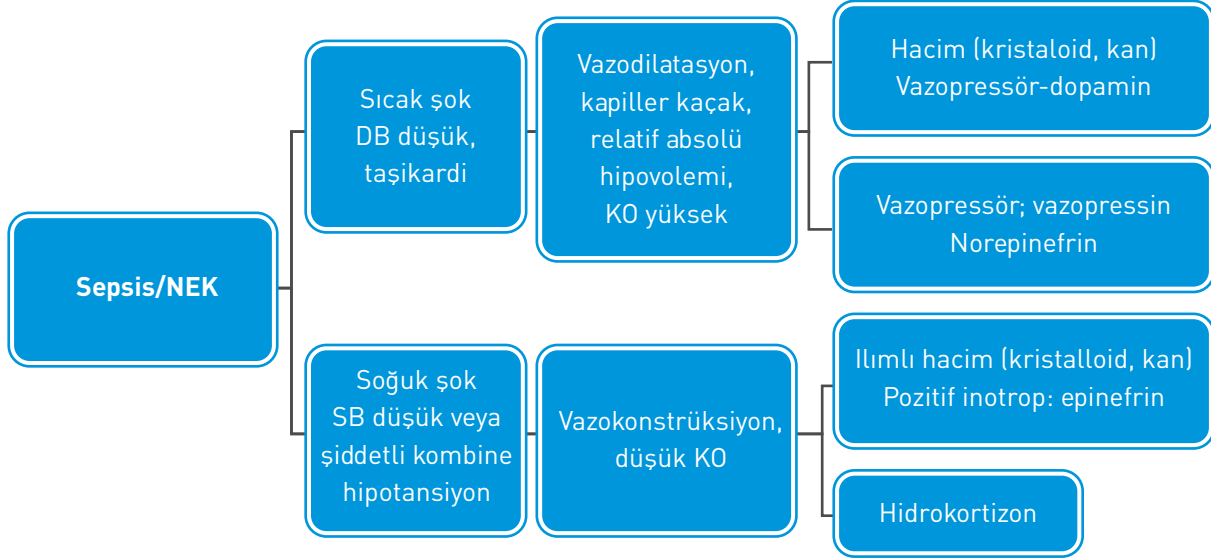 Sepsis/NEK
Sıcak şok
DB düşük,
taşikardi
Vazodilatasyon,
kapiller kaçak,
relatif absolü
hipovolemi,
KO yüksek
Hacim (kristaloid, kan)
Vazopressör-dopamin
Vazopressör; vazopressin
Norepinefrin
Soğuk şok
SB düşük veya
şiddetli kombine
hipotansiyon
Vazokonstrüksiyon,
düşük KO
Ilımlı hacim (kristalloid, kan)
Pozitif inotrop: epinefrin
Hidrokortizon